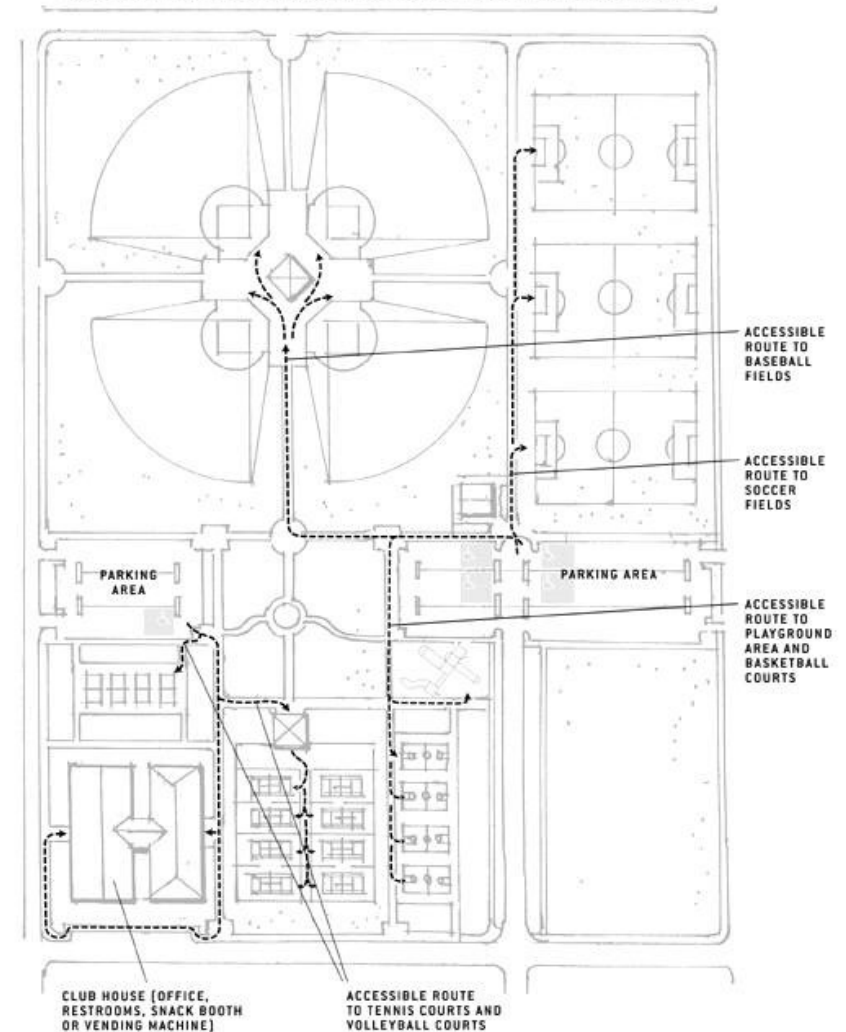 ACCESSIBLE
ROUTE TO
BASEBALL
FIELDS
ACCESSIBLE
ROUTE TO
SOCCER
FIELDS
PARKING
AREA
PARKING AREA
ACCESSIBLE
ROUTE TO
PLAYGROUND
AREA AND
BASKETBALL
COURTS
CLUB HOUSE (OFFICE,
RESTROOMS, SNACK BOOTH
OR VENDING MACHINE)
ACCESSIBLE ROUTE
TO TENNIS COURTS AND
VOLLEYBALL COURTS